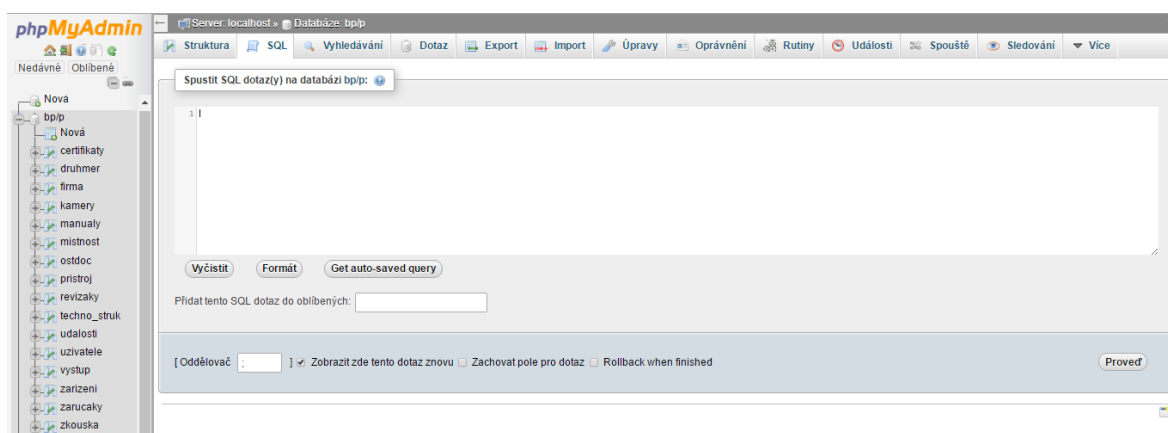 phpMyAdmin
Nedávné Oblíbené
Nová
bp/p
Nová
certifikaty
druhmer
firma
kamery
manualy
mistnost
ostdoc
pristroj
revizaky
techno_struk
udalosti
uzivatele
vystup
zarizeni
zarucaky
zkouska
Server: localhost » Databáze: bp/p
Struktura SQL Vyhledávání Dotaz Export Import Úpravy Oprávnění Rutiny Události Spouště Sledování Více
Spustit SQL dotaz(y) na databázi bp/p:
1
Vyčistit Formát Get auto-saved query
Přidat tento SQL dotaz do oblíbených:
[ Oddělovač ; ] Zobrazit zde tento dotaz znovu Zachovat pole pro dotaz Rollback when finished Proveď